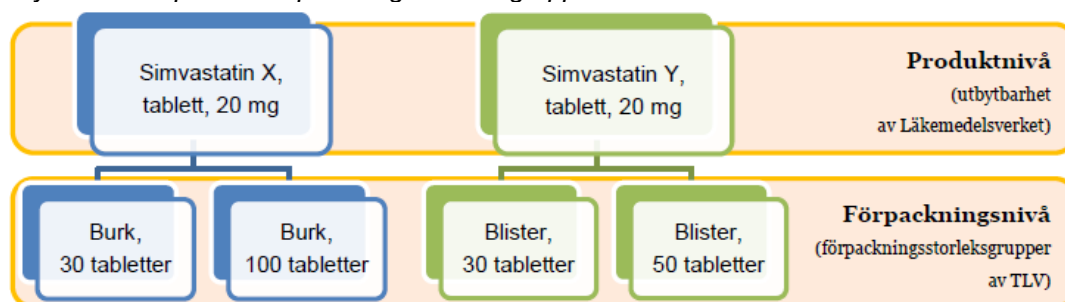 Simvastatin X,
tablett, 20 mg
Simvastatin Y,
tablett, 20 mg
Produktnivå
(utbytbarhet
av Läkemedelsverket)
Burk,
30 tabletter
Burk,
100 tabletter
Blister,
30 tabletter
Blister,
50 tabletter
Förpackningsnivå
(förpackningsstorleksgrupper
av TLV)